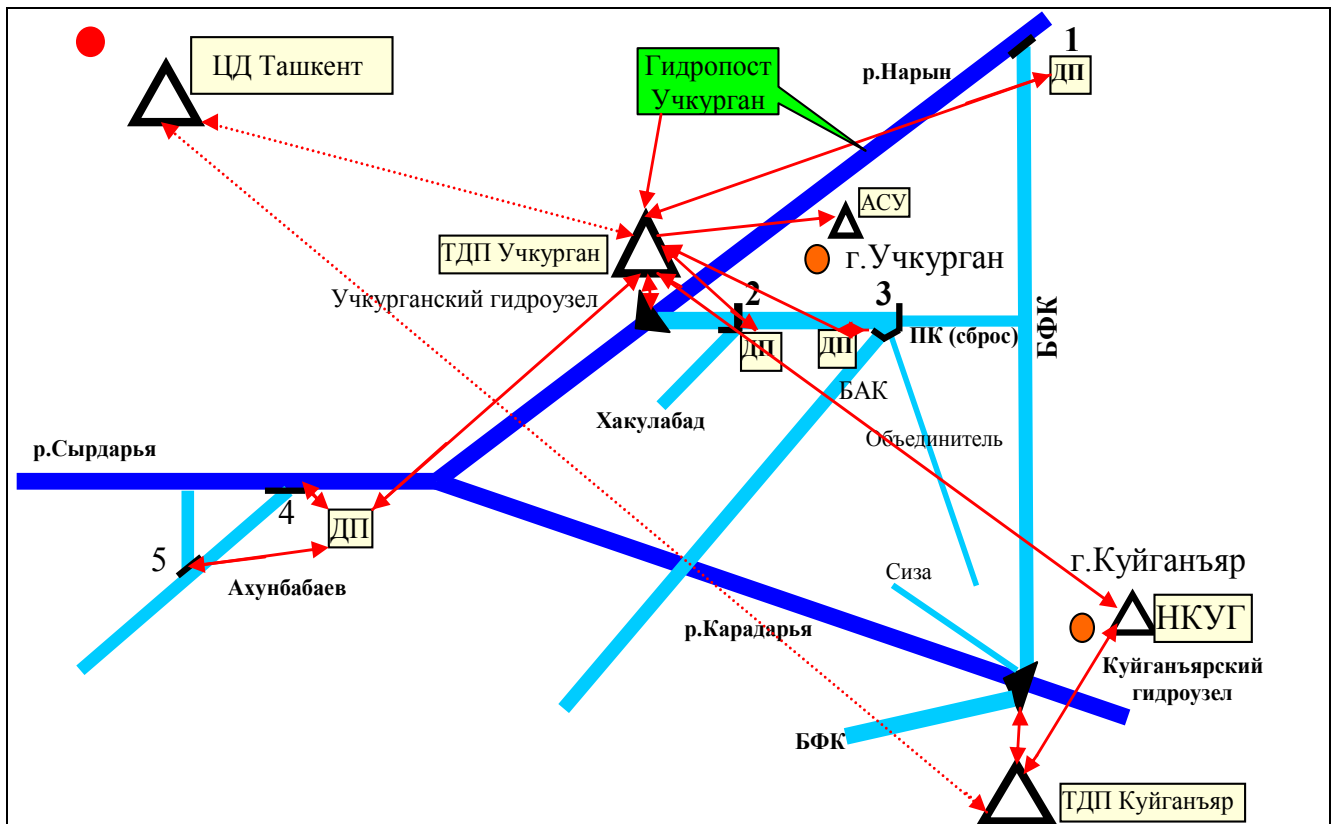 ЦД Ташкент
Гидропост
Учкурган
р.Нарын
1
ДП
АСУ
ТДП Учкурган
г.Учкурган
Учкурганский гидроузел
2
3
ДП
ДП
ПК (сброс)
БФК
БАК
Хакулабад
Объединитель
р.Сырдарья
4
ДП
5
Ахунбабаев
Сиза
г.Куйганъяр
НКУГ
р.Карадарья
Куйганъярский
гидроузел
БФК
ТДП Куйганъяр